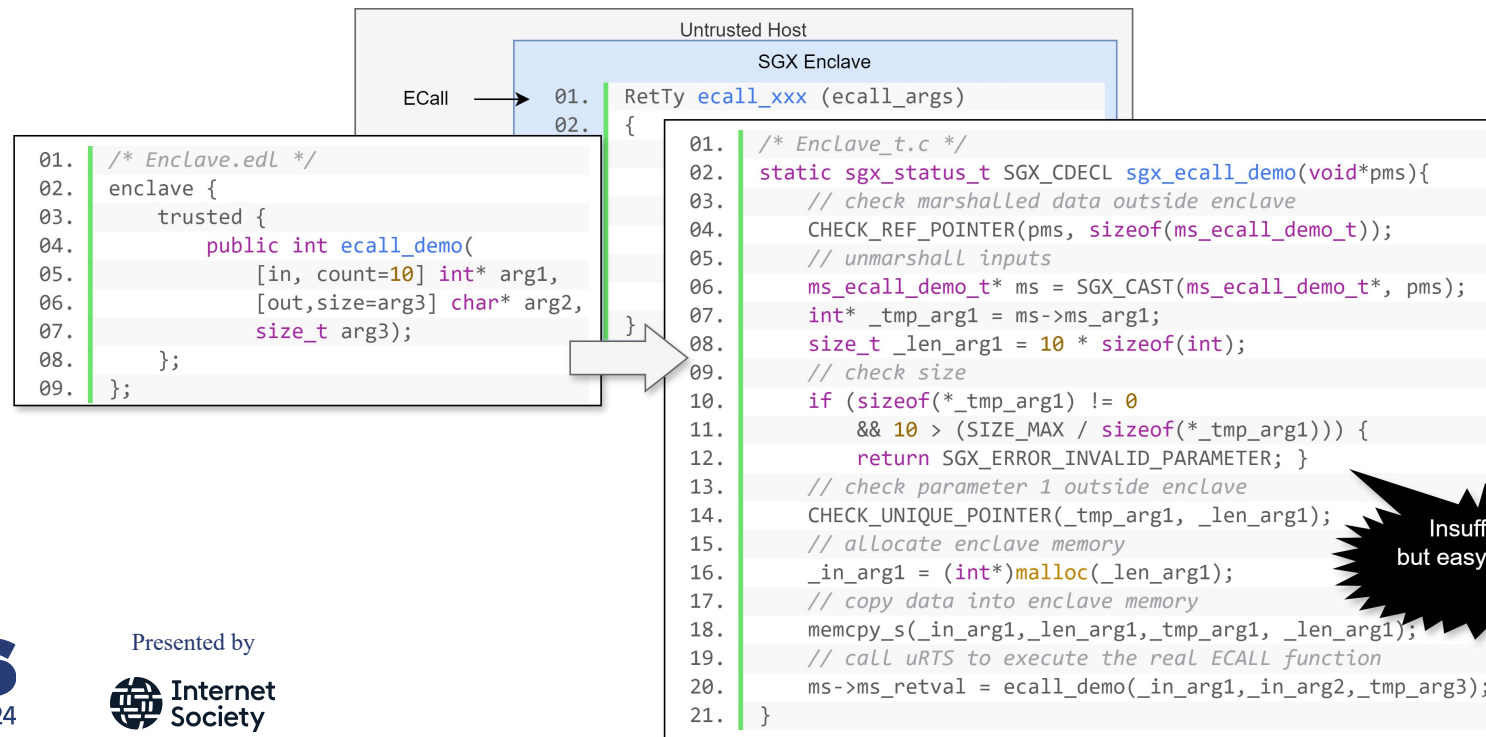 Untrusted Host
SGX Enclave
ECall
01. RetTy ecall_xxx (ecall_args)
02. {
}
01. /* Enclave.edl */
02. enclave {
03. trusted {
04. public int ecall_demo(
05. [in, count=10] int* arg1,
06. [out,size=arg3] char* arg2,
07. size_t arg3);
08. };
09. };
01. /* Enclave_t.c */
02. static sgx_status_t SGX_CDECL sgx_ecall_demo(void*pms){
03. // check marshalled data outside enclave
04. CHECK_REF_POINTER(pms, sizeof(ms_ecall_demo_t));
05. // unmarshall inputs
06. ms_ecall_demo_t* ms = SGX_CAST(ms_ecall_demo_t*, pms);
07. int* _tmp_arg1 = ms->ms_arg1;
08. size_t _len_arg1 = 10 * sizeof(int);
09. // check size
10. if (sizeof(*_tmp_arg1) != 0
11. && 10 > (SIZE_MAX / sizeof(*_tmp_arg1))) {
12. return SGX_ERROR_INVALID_PARAMETER; }
13. // check parameter 1 outside enclave
14. CHECK_UNIQUE_POINTER(_tmp_arg1, _len_arg1);
15. // allocate enclave memory
16. _in_arg1 = (int*)malloc(_len_arg1);
17. // copy data into enclave memory
18. memcpy_s(_in_arg1,_len_arg1,_tmp_arg1, _len_arg1);
19. // call uRTS to execute the real ECALL function
20. ms->ms_retval = ecall_demo(_in_arg1,_in_arg2,_tmp_arg3);
21. }
Insuff
but easy
Presented by
Internet
Society
S
24